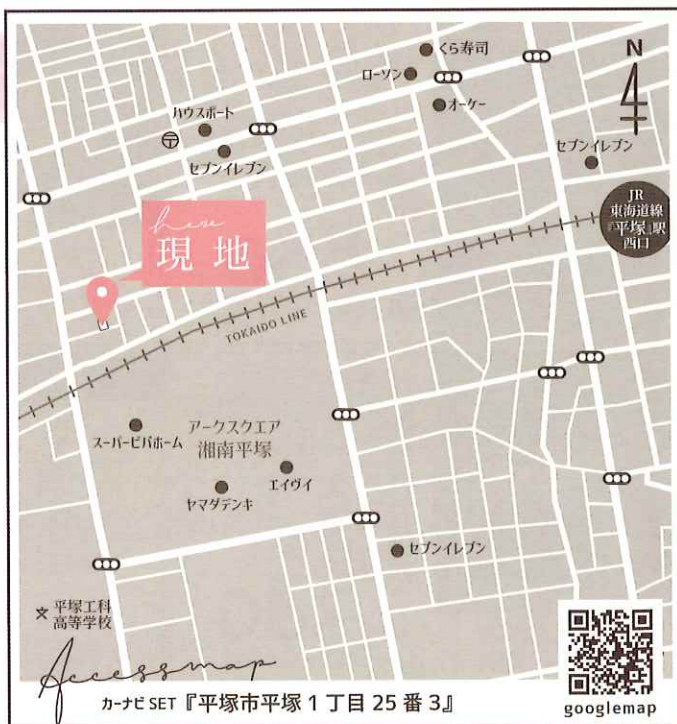 くら寿司
ローソン
N
ハウスポート
オーケー
〒
セブンイレブン
セブンイレブン
here
現地
JR
東海道線
『平塚』駅
西口
TOKAIDO LINE
アークスクエア
湘南平塚
スーパービバホーム
エイヴイ
ヤマダデンキ
セブンイレブン
文 平塚工科
高等学校
Accessmap
カーナビ SET『平塚市平塚 1 丁目 25 番 3』
googlemap